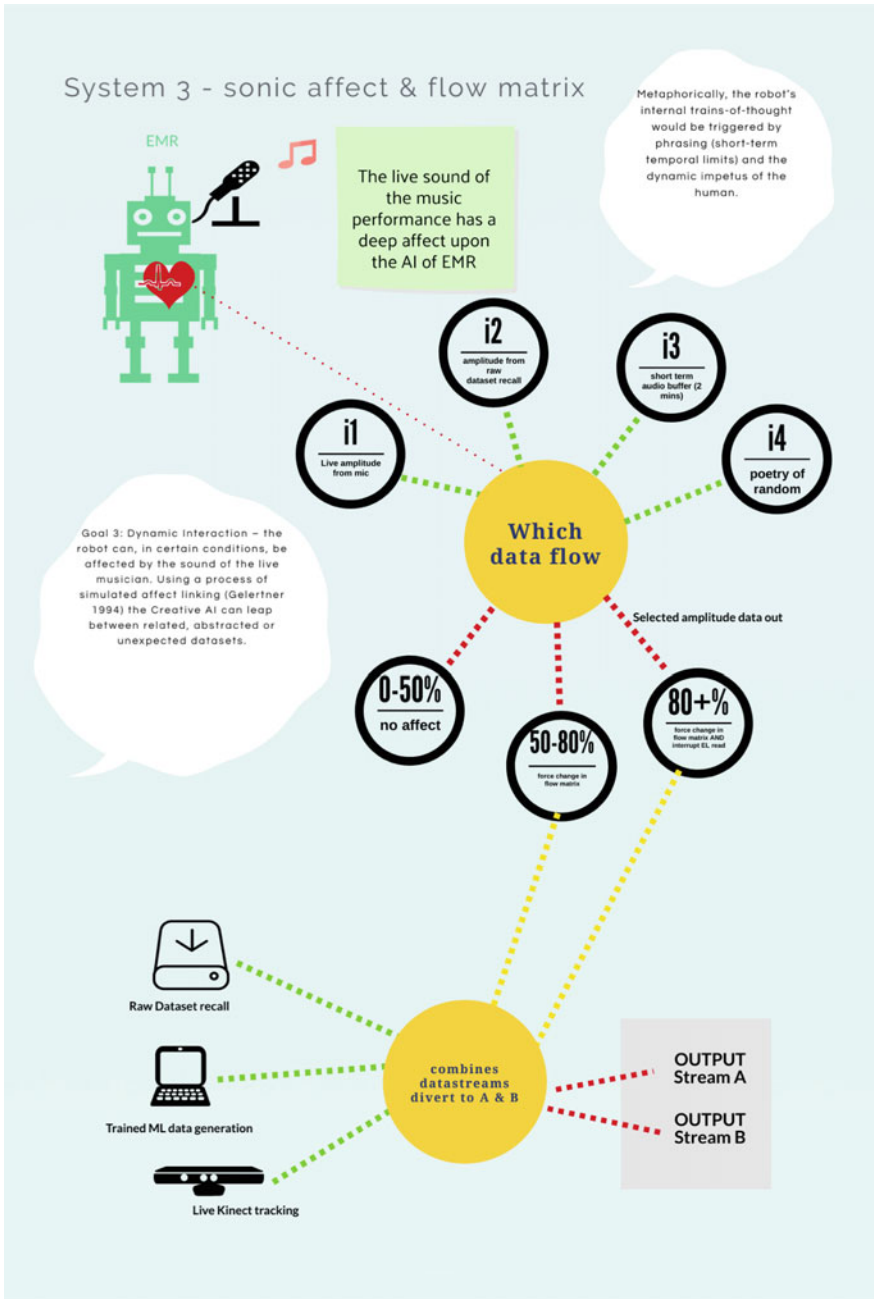 System 3 - sonic affect & flow matrix
EMR
The live sound of
the music
performance has a
deep affect upon
the AI of EMR
Metaphorically, the robot's
internal trains-of-thought
would be triggered by
phrasing (short-term
temporal limits) and the
dynamic impetus of the
human.
i1
Live amplitude
from mic
i2
amplitude from
raw
dataset recall
i3
short term
audio buffer (2
mins)
i4
poetry of
random
Which
data flow
Goal 3: Dynamic Interaction – the
robot can, in certain conditions, be
affected by the sound of the live
musician. Using a process of
simulated affect linking (Gelertner
1994) the Creative AI can leap
between related, abstracted or
unexpected datasets.
Selected amplitude data out
0-50%
no affect
50-80%
force change in
flow matrix
80+%
force change in
flow matrix AND
interrupt EL read
Raw Dataset recall
Trained ML data generation
Live Kinect tracking
combines
datastreams
divert to A & B
OUTPUT
Stream A
OUTPUT
Stream B